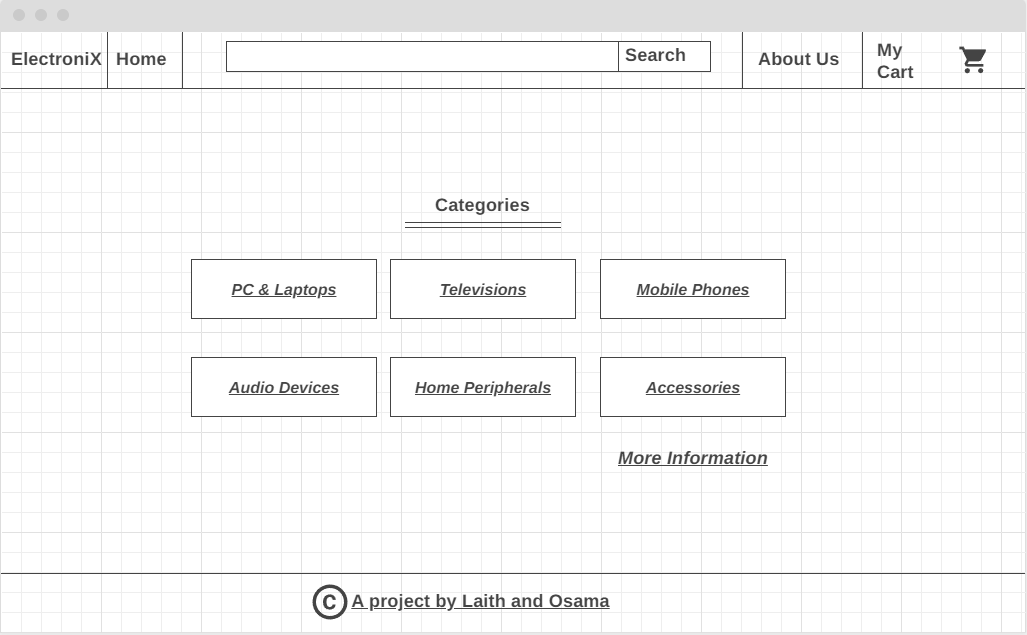 ElectroniX
Home
Search
About Us
My
Cart
Categories
PC & Laptops
Televisions
Mobile Phones
Audio Devices
Home Peripherals
Accessories
More Information
© A project by Laith and Osama